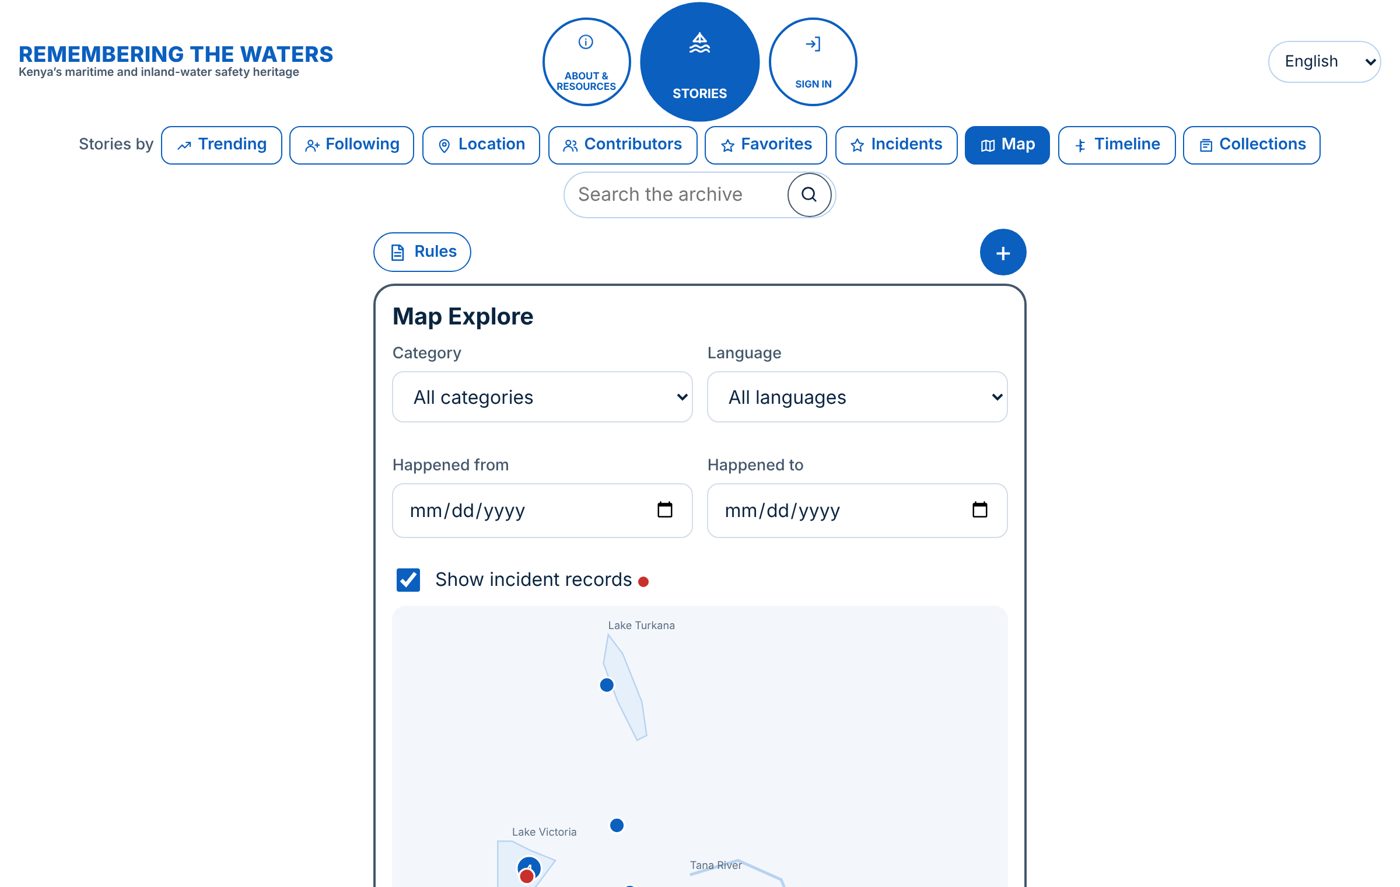 REMEMBERING THE WATERS
Kenya's maritime and inland-water safety heritage
ABOUT &
RESOURCES
STORIES
SIGN IN
English
Stories by
Trending
Following
Location
Contributors
Favorites
Incidents
Map
Timeline
Collections
Search the archive
Rules
Map Explore
Category
Language
All categories
All languages
Happened from
Happened to
mm/dd/yyyy
mm/dd/yyyy
Show incident records
Lake Turkana
Lake Victoria
Tana River